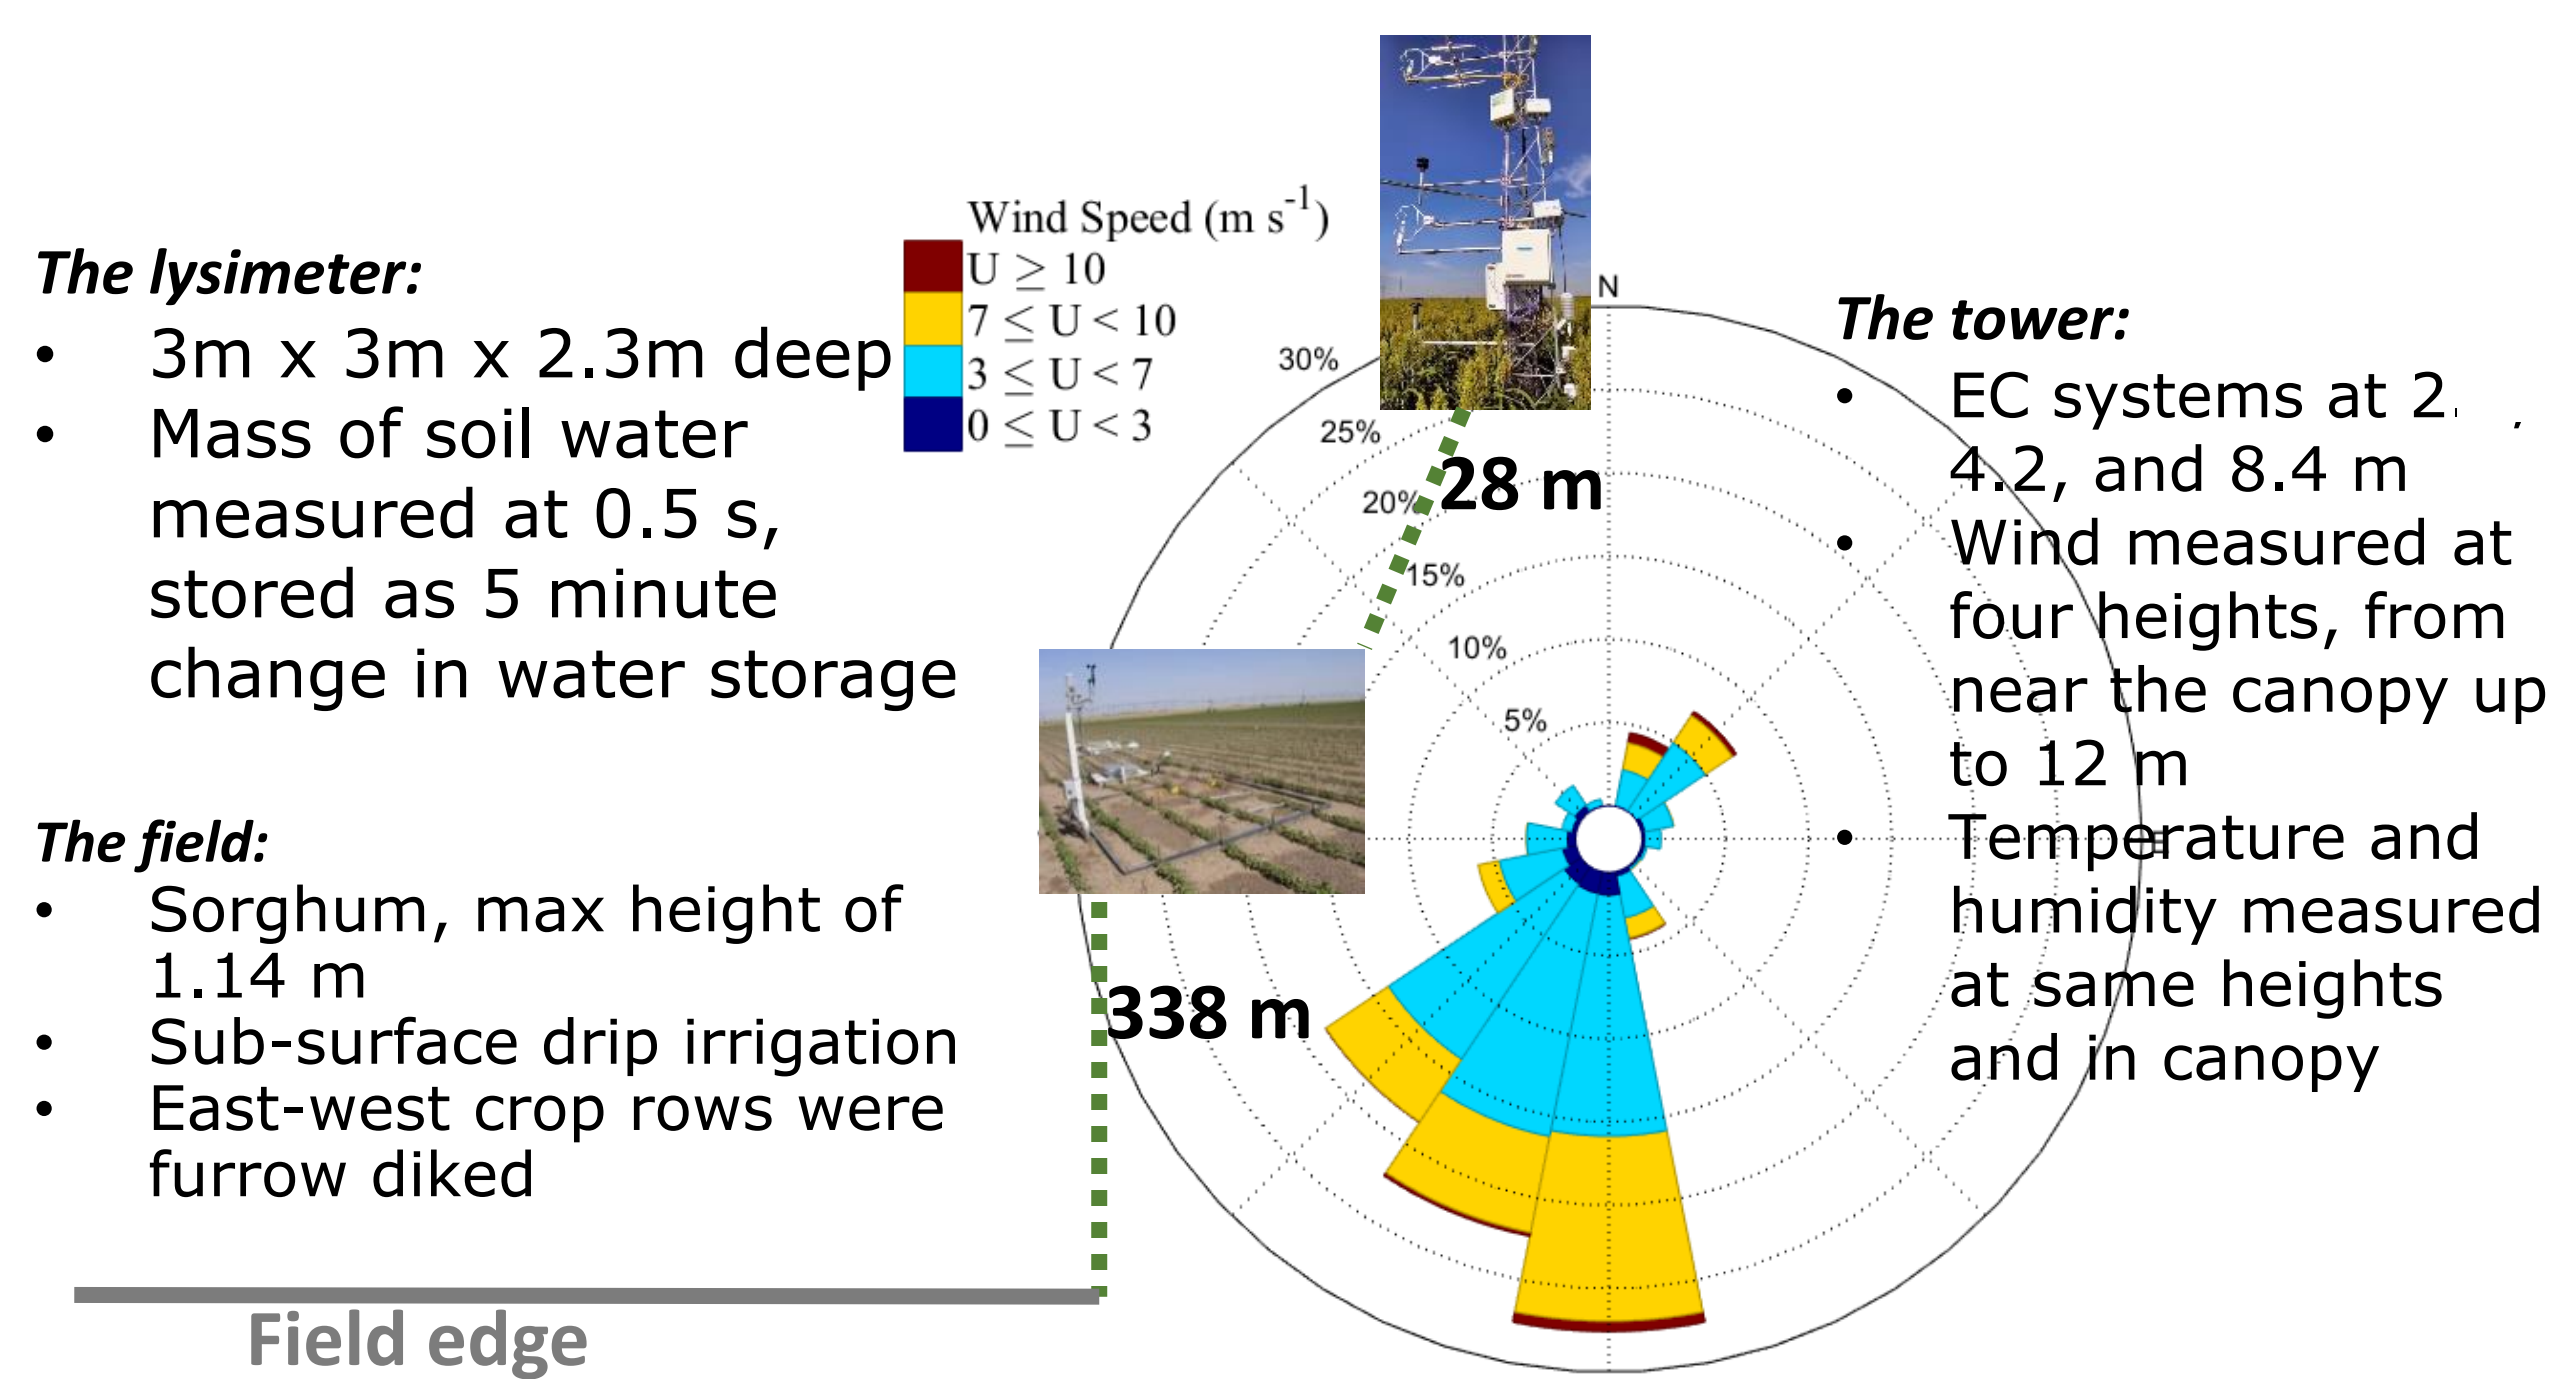 The lysimeter:
• 3m x 3m x 2.3m deep
• Mass of soil water
measured at 0.5 s,
stored as 5 minute
change in water storage
The field:
• Sorghum, max height of
1.14 m
• Sub-surface drip irrigation
• East-west crop rows were
furrow diked
Field edge
Wind Speed (m s⁻¹)
U ≥ 10
7 ≤ U < 10
3 ≤ U < 7
0 ≤ U < 3
N
30%
25%
20%
15%
10%
5%
28 m
338 m
The tower:
• EC systems at
4.2, and 8.4 m
• Wind measured at
four heights, from
near the canopy up
to 12 m
• Temperature and
humidity measured
at same heights
and in canopy